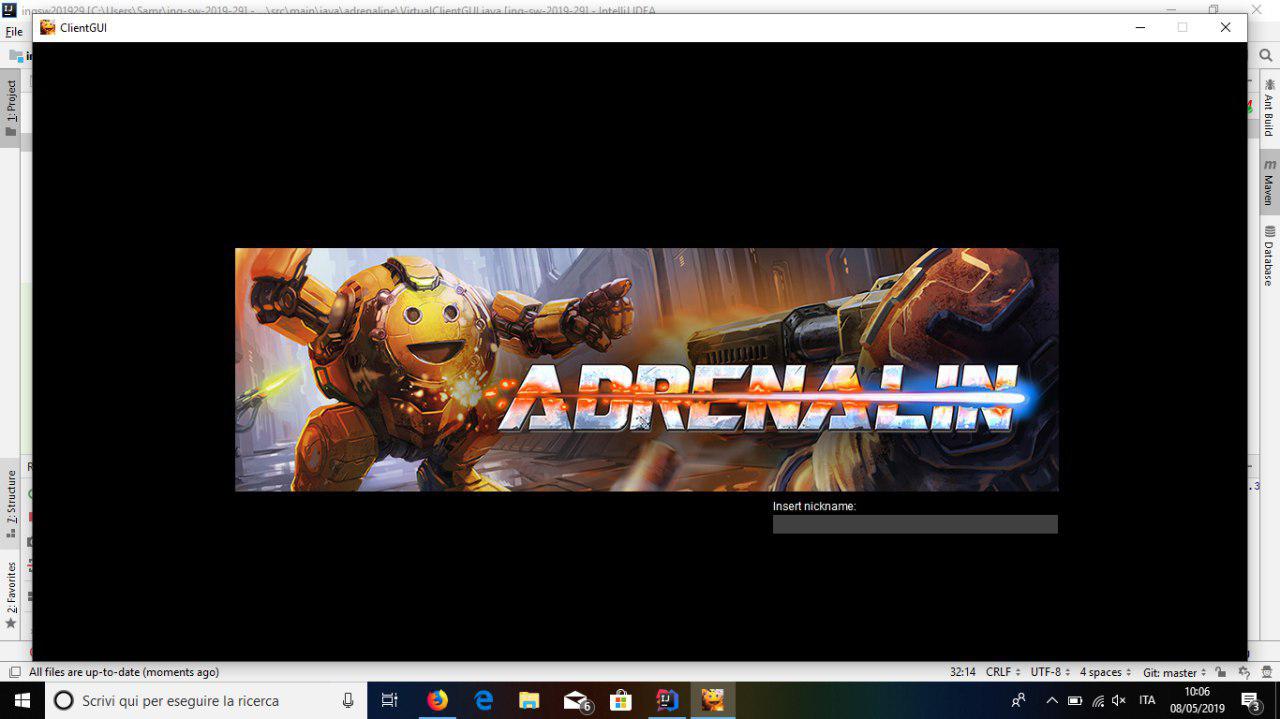 ingsw201929 [C:\Users\Samr\ing-sw-2019-29] - ...\src\main\java\adrenaline\VirtualClientGUI.java [ing-sw-2019-29] - IntelliJ IDEA
ClientGUI
File
1: Project
Ant Build
m
Maven
Database
ADRENALIN
Insert nickname:
7: Structure
2: Favorites
All files are up-to-date (moments ago)
32:14 CRLF UTF-8 4 spaces Git: master
Scrivi qui per eseguire la ricerca
6
ITA
10:06
08/05/2019
3